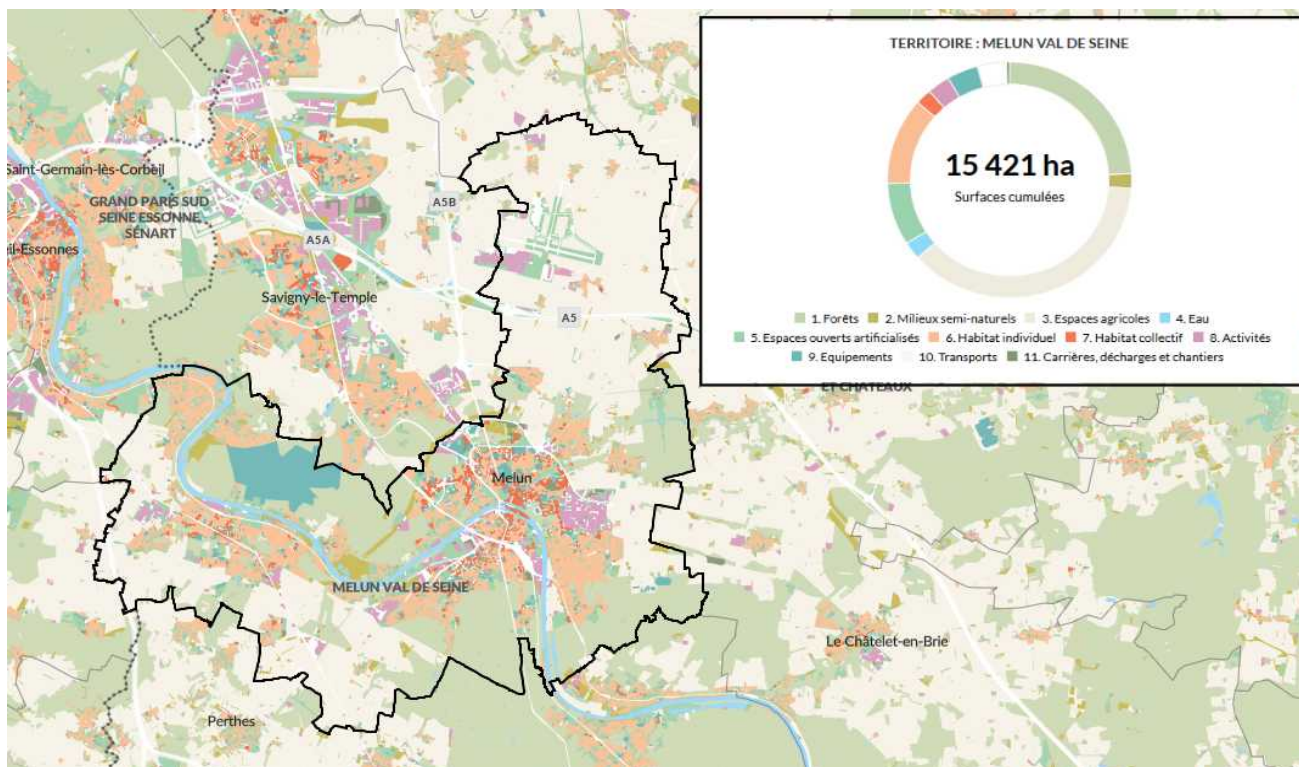 TERRITOIRE : MELUN VAL DE SEINE
15 421 ha
Surfaces cumulées
1. Forêts 2. Milieux semi-naturels 3. Espaces agricoles 4. Eau
5. Espaces ouverts artificialisés 6. Habitat individuel 7. Habitat collectif 8. Activités
9. Equipements 10. Transports 11. Carrières, décharges et chantiers
Saint-Germain-lès-Corbeil
GRAND PARIS SUD
SEINE ESSONNE
SÉNART
A5B
A5A
eil-Essonnes
Savigny-le-Temple
A5
ET CHATEAUX
Melun
MELUN VAL DE SEINE
Le Châtelet-en-Brie
Perthes